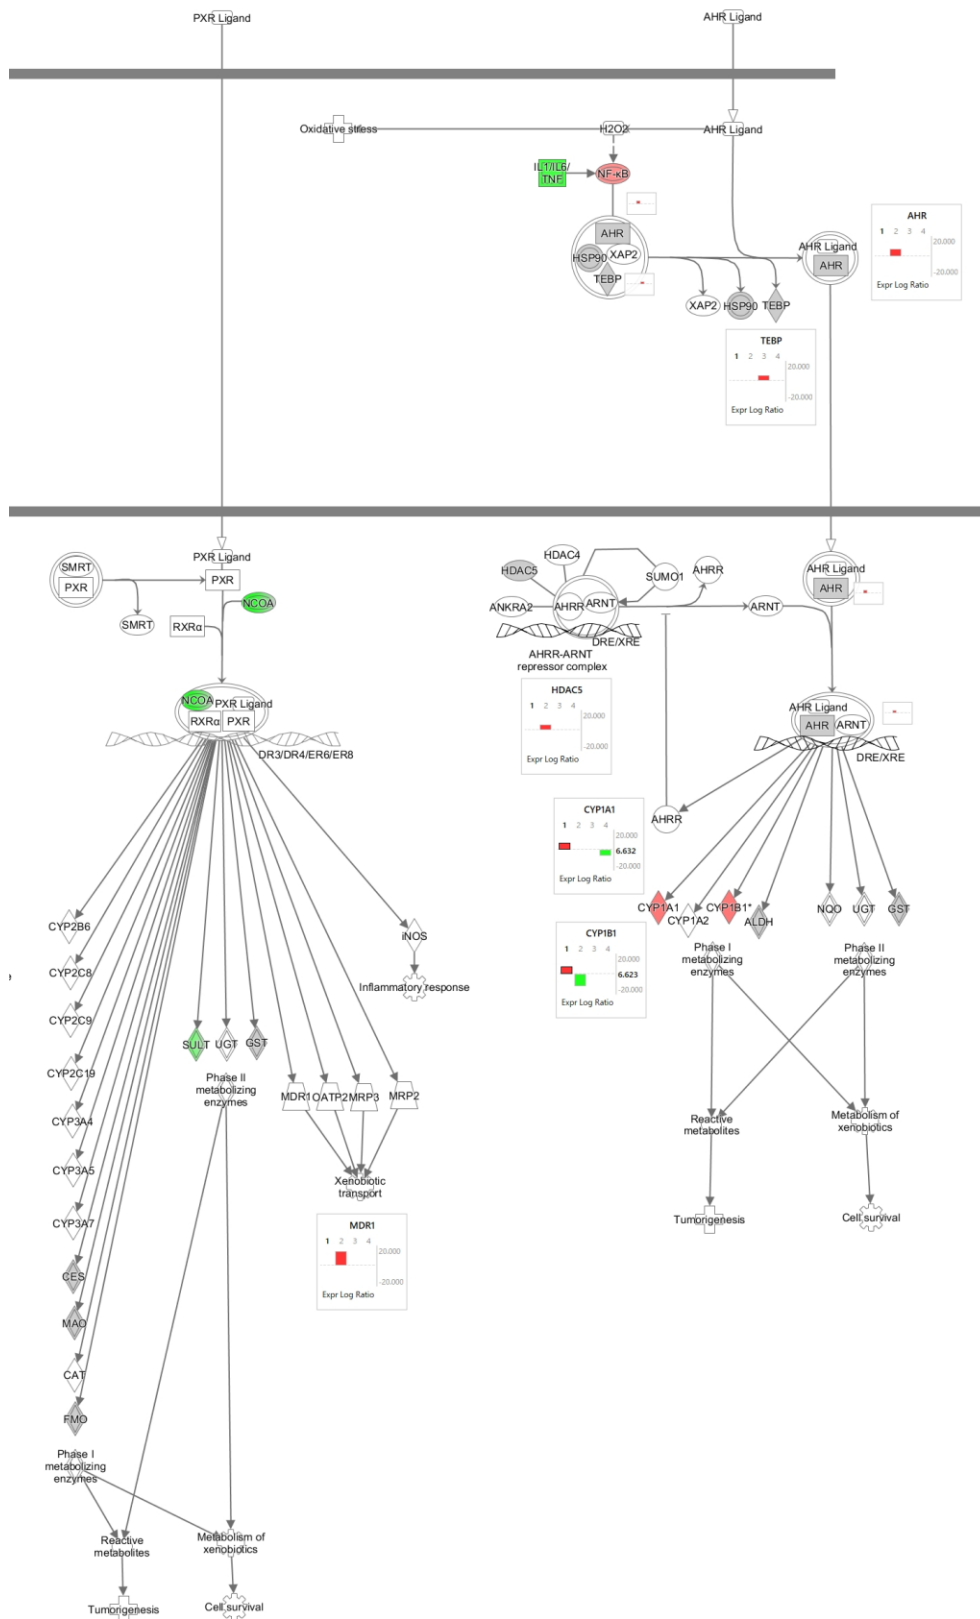 PXR Ligand
AHR Ligand
Oxidative stress
H2O2
AHR Ligand
IL1/IL6/
TNF
NF-κB
AHR
HSP90
XAP2
TEBP
AHR Ligand
AHR
XAP2
HSP90
TEBP
AHR
1 2 3 4
20.000
-20.000
Expr Log Ratio
TEBP
1 2 3 4
20.000
-20.000
Expr Log Ratio
SMRT
PXR
SMRT
PXR Ligand
PXR
NCOA
RXRα
NCOA
PXR Ligand
RXRα
PXR
DR3/DR4/ER6/ER8
HDAC4
HDAC5
SUMO1
AHRR
ANKRA2
AHRR
ARNT
ARNT
DRE/XRE
AHRR-ARNT
repressor complex
AHR Ligand
AHR
HDAC5
1 2 3 4
20.000
-20.000
Expr Log Ratio
AHR Ligand
AHR
ARNT
DRE/XRE
CYP1A1
1 2 3 4
20.000
6.632
-20.000
Expr Log Ratio
AHRR
CYP1A1
CYP1A2
CYP1B1*
ALDH
NQO
UGT
GST
CYP1B1
1 2 3 4
20.000
6.623
-20.000
Expr Log Ratio
Phase I
metabolizing
enzymes
Phase II
metabolizing
enzymes
Reactive
metabolites
Metabolism of
xenobiotics
Tumorigenesis
Cell survival
CYP2B6
CYP2C8
CYP2C9
CYP2C19
CYP3A4
CYP3A5
CYP3A7
CES
MAO
CAT
FMO
iNOS
Inflammatory response
SULT
UGT
GST
Phase II
metabolizing
enzymes
MDR1
OATP2
MRP3
MRP2
Xenobiotic
transport
MDR1
1 2 3 4
20.000
-20.000
Expr Log Ratio
Phase I
metabolizing
enzymes
Reactive
metabolites
Metabolism of
xenobiotics
Tumorigenesis
Cell survival